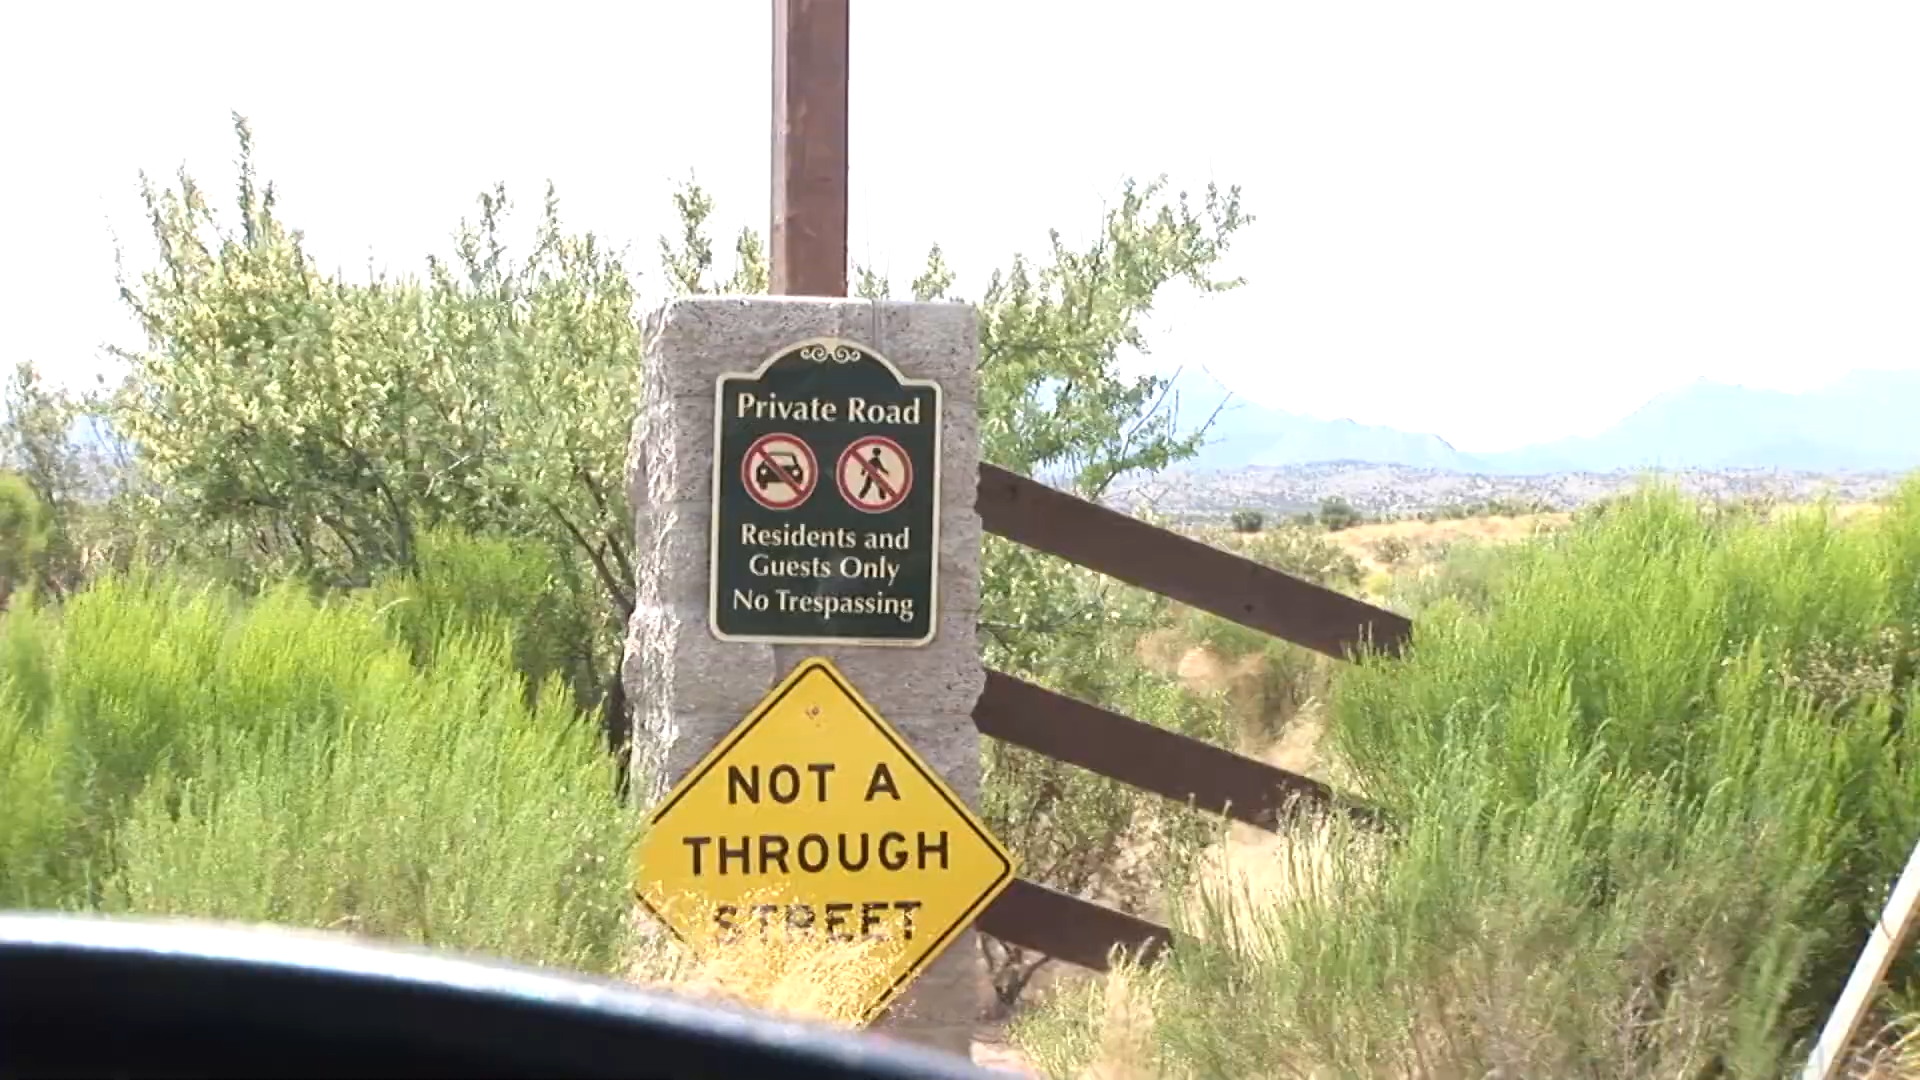 Private Road
Residents and
Guests Only
No Trespassing
NOT A
THROUGH
STREET